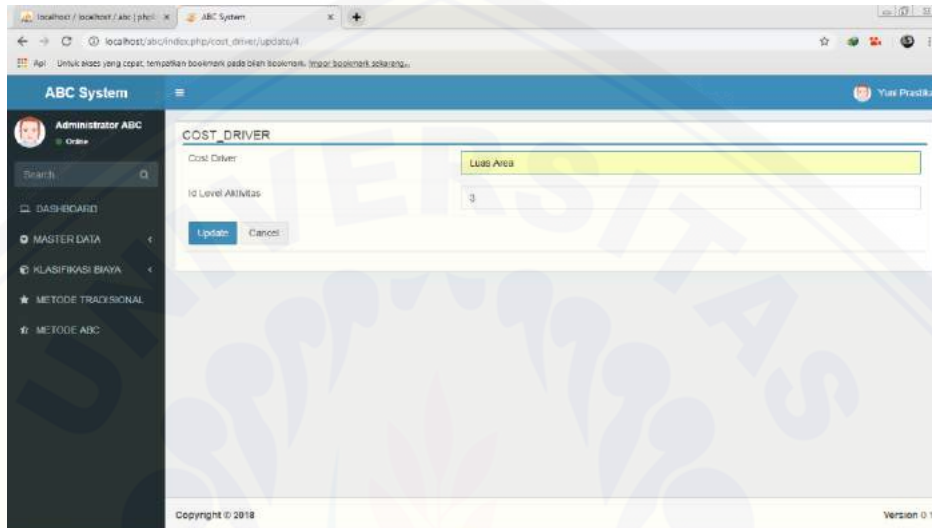 localhost / localhost / abc | php
ABC System
localhost/abc/index.php/cost_driver/update/4
Apl Untuk akses yang cepat, tempatkan bookmark pada bilah bookmark. Impor bookmark sekarang...
ABC System
Yuni Prastika
Administrator ABC
Online
COST_DRIVER
Search
Cost Driver
Luas Area
Id Level Aktivitas
3
DASHBOARD
Update Cancel
MASTER DATA
KLASIFIKASI BIAYA
METODE TRADISIONAL
METODE ABC
Copyright © 2018
Version 0.1
UNIVERSITAS